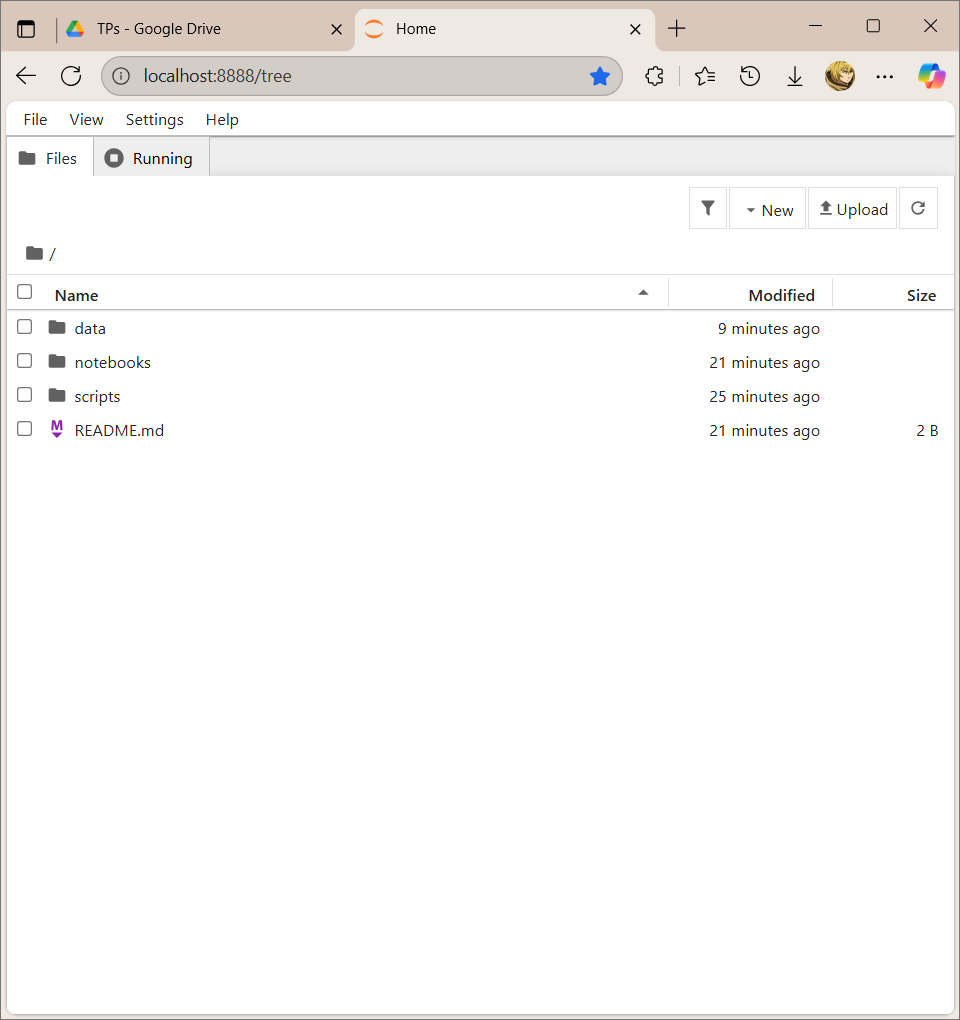 TPs - Google Drive Home
localhost:8888/tree
File View Settings Help
Files Running
New Upload
/
Name Modified Size
data 9 minutes ago
notebooks 21 minutes ago
scripts 25 minutes ago
README.md 21 minutes ago 2 B